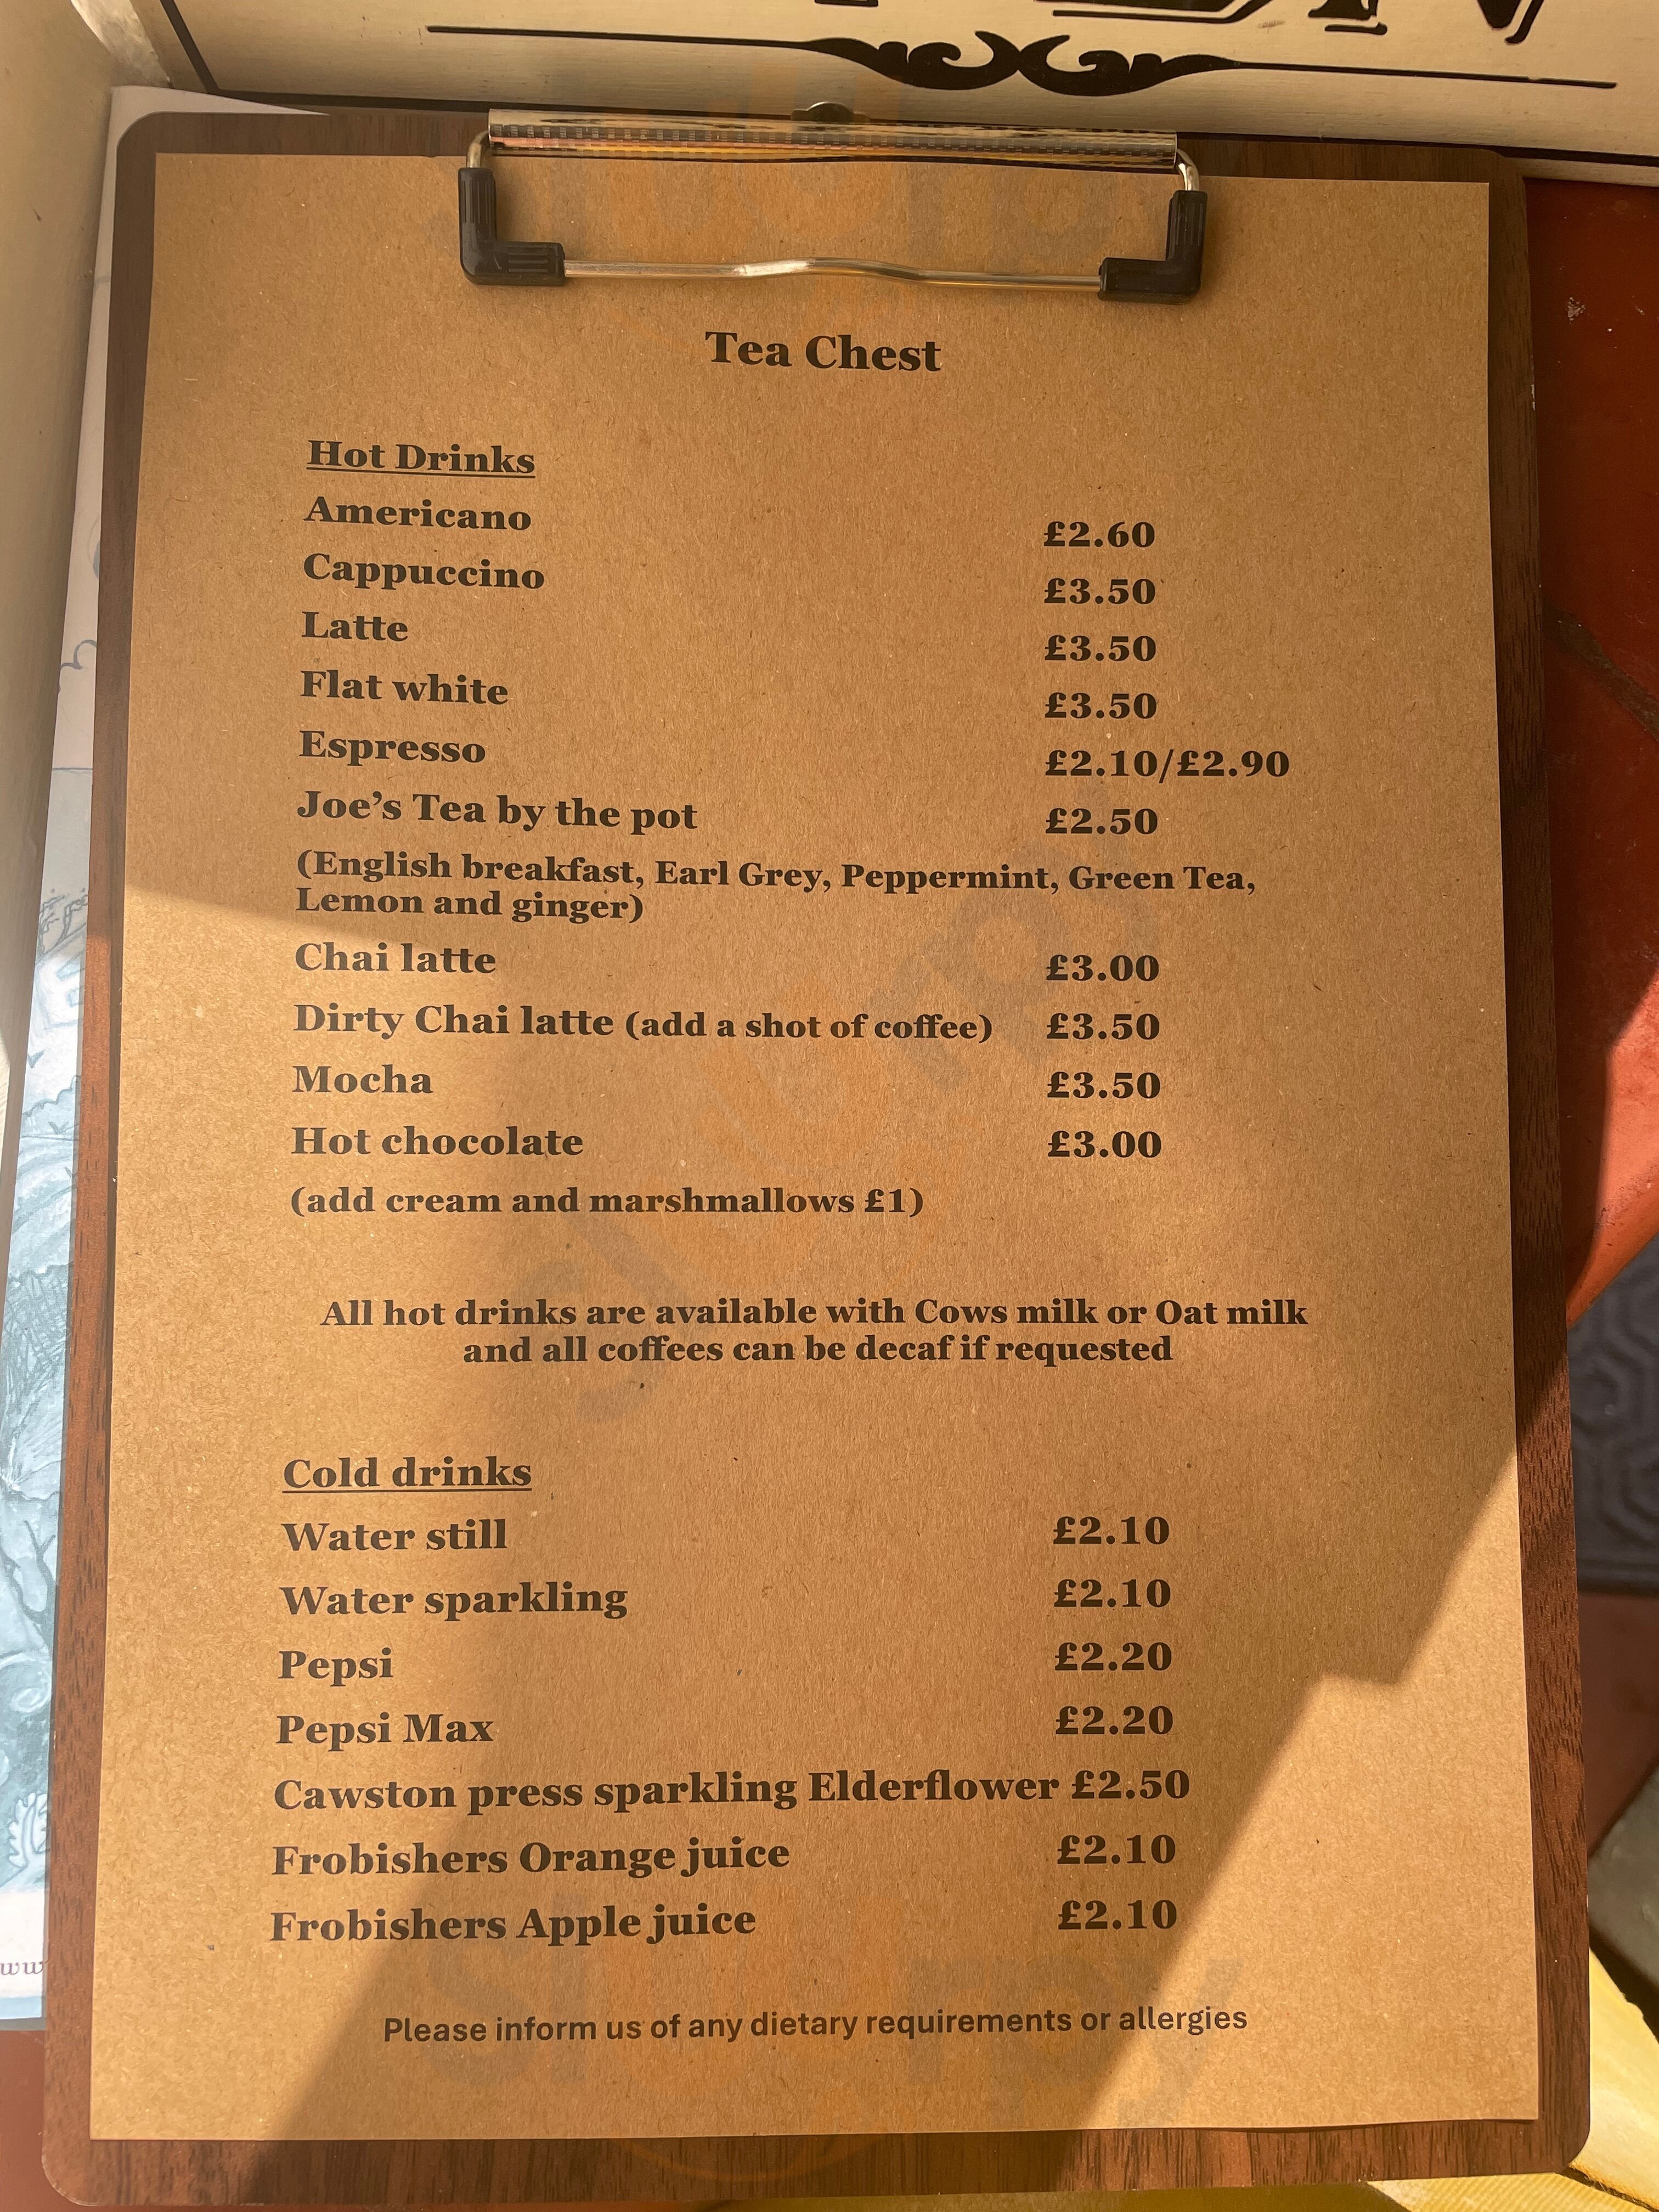 Tea Chest
Hot Drinks
Americano £2.60
Cappuccino £3.50
Latte £3.50
Flat white £3.50
Espresso £2.10/£2.90
Joe's Tea by the pot £2.50
(English breakfast, Earl Grey, Peppermint, Green Tea,
Lemon and ginger)
Chai latte £3.00
Dirty Chai latte (add a shot of coffee) £3.50
Mocha £3.50
Hot chocolate £3.00
(add cream and marshmallows £1)
All hot drinks are available with Cows milk or Oat milk
and all coffees can be decaf if requested
Cold drinks
Water still £2.10
Water sparkling £2.10
Pepsi £2.20
Pepsi Max £2.20
Cawston press sparkling Elderflower £2.50
Frobishers Orange juice £2.10
Frobishers Apple juice £2.10
Please inform us of any dietary requirements or allergies